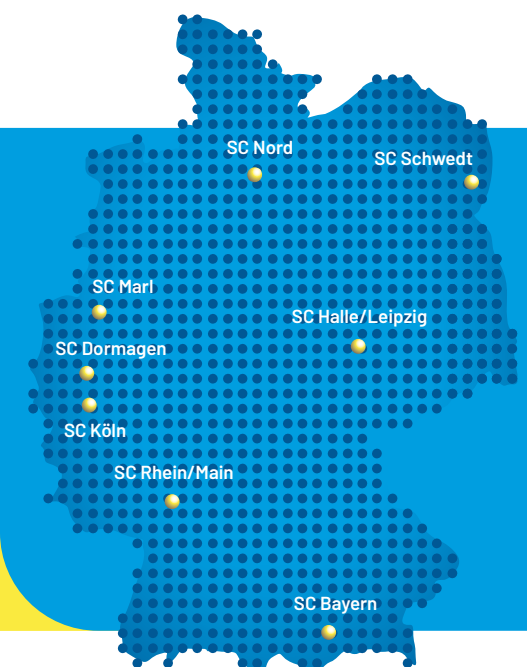 SC Nord
SC Schwedt
SC Marl
SC Halle/Leipzig
SC Dormagen
SC Köln
SC Rhein/Main
SC Bayern